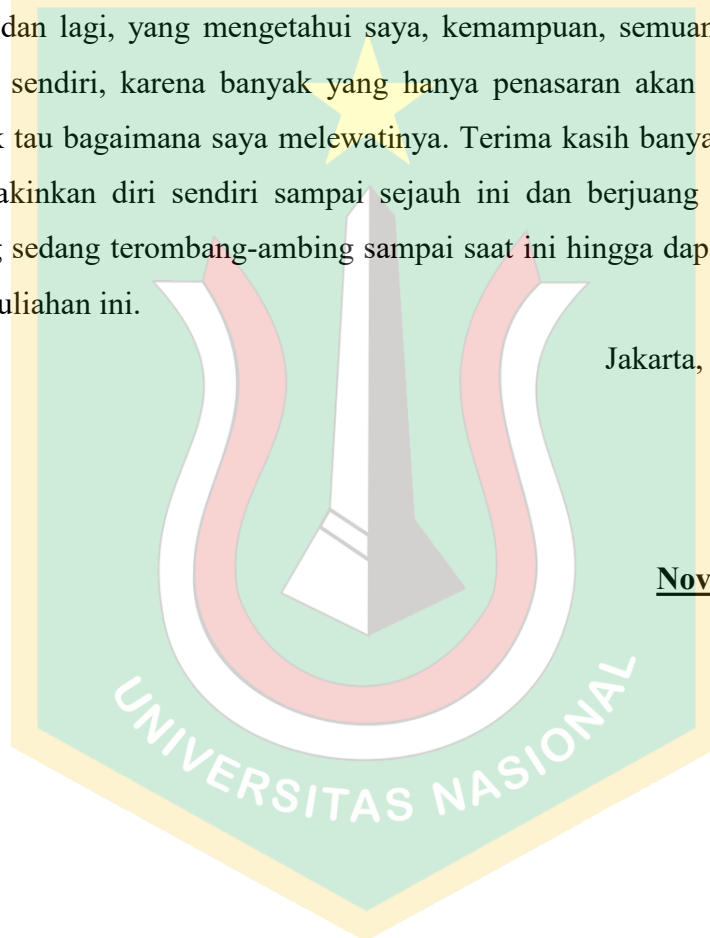 dan lagi, yang mengetahui saya, kemampuan,
sendiri, karena banyak yang hanya penasaran akan
tau bagaimana saya melewatinya. Terima kasih banyak
akinkan diri sendiri sampai sejauh ini dan berjuang
sedang terombang-ambing sampai saat ini hingga dap
uliahan ini.
Jakarta,
Nov
UNIVERSITAS NASIONAL